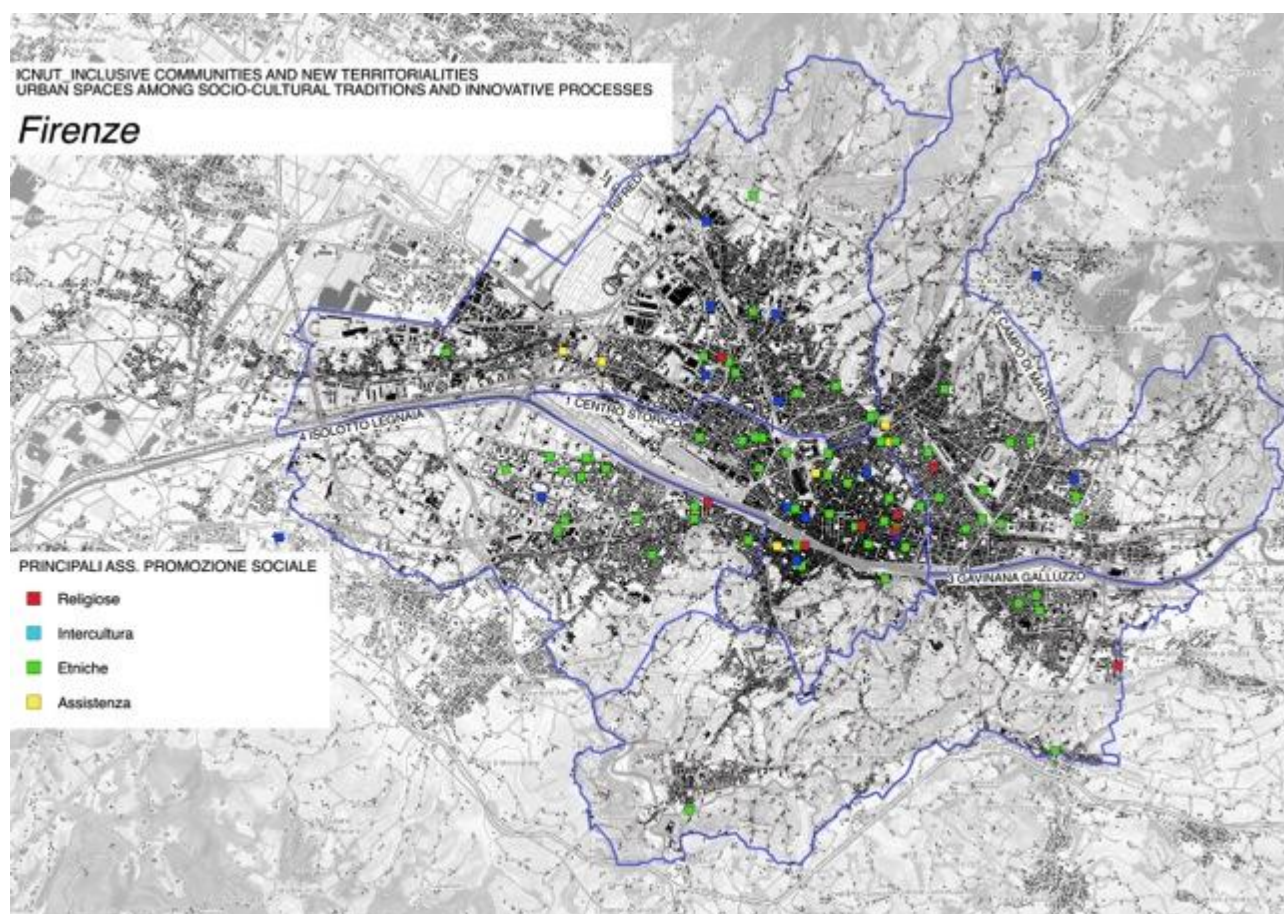 ICNUT_INCLUSIVE COMMUNITIES AND NEW TERRITORIALITIES
URBAN SPACES AMONG SOCIO-CULTURAL TRADITIONS AND INNOVATIVE PROCESSES
Firenze
5 RIFREDI
CAMPO DI MARTE
1 CENTRO STORICO
4 ISOLOTTO LEGNAIA
3 GAVINANA GALLUZZO
PRINCIPALI ASS. PROMOZIONE SOCIALE
Religiose
Intercultura
Etniche
Assistenza